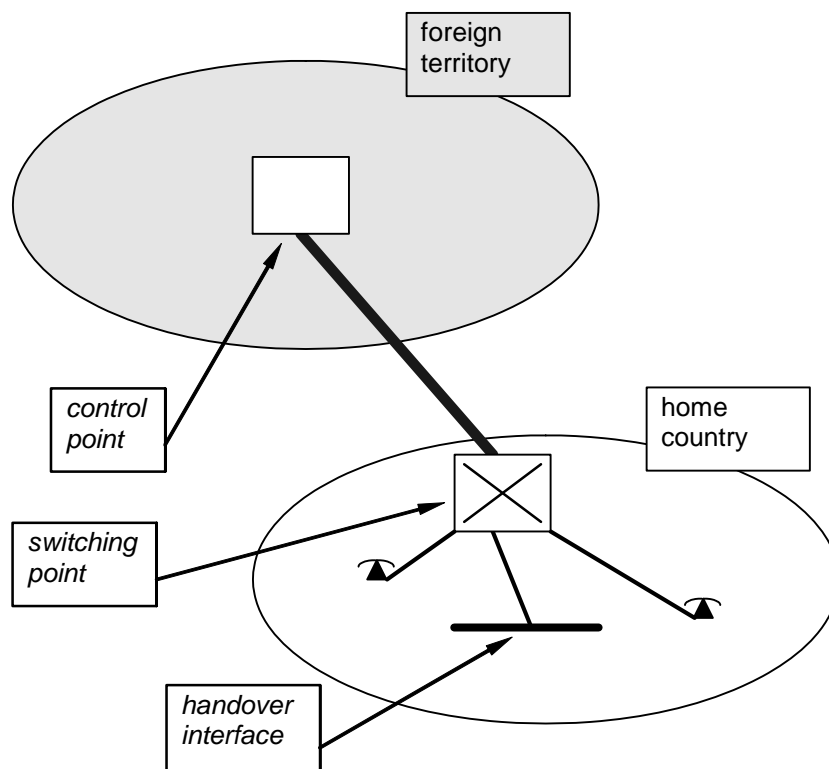 foreign
territory
control
point
home
country
switching
point
handover
interface